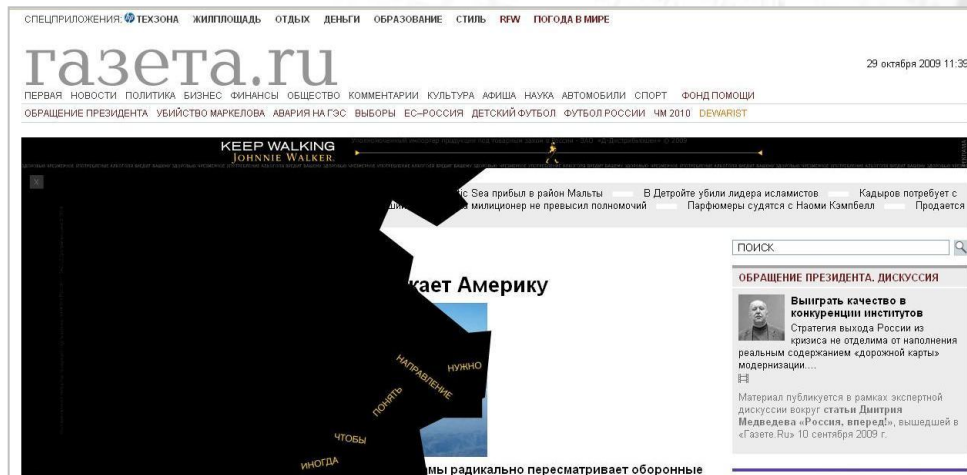 СПЕЦПРИЛОЖЕНИЯ: hp ТЕХЗОНА ЖИЛПЛОЩАДЬ ОТДЫХ ДЕНЬГИ ОБРАЗОВАНИЕ СТИЛЬ RFW ПОГОДА В МИРЕ
газета.ru
29 октября 2009 11:39
ПЕРВАЯ НОВОСТИ ПОЛИТИКА БИЗНЕС ФИНАНСЫ ОБЩЕСТВО КОММЕНТАРИИ КУЛЬТУРА АФИША НАУКА АВТОМОБИЛИ СПОРТ ФОНД ПОМОЩИ
ОБРАЩЕНИЕ ПРЕЗИДЕНТА УБИЙСТВО МАРКЕЛОВА АВАРИЯ НА ГЭС ВЫБОРЫ ЕС–РОССИЯ ДЕТСКИЙ ФУТБОЛ ФУТБОЛ РОССИИ ЧМ 2010 DEWARIST
KEEP WALKING
JOHNNIE WALKER.
X
Sea прибыл в район Мальты В Детройте убили лидера исламистов Кадыров потребует с
милиционер не превысил полномочий Парфюмеры судятся с Наоми Кэмпбелл Продается
ПОИСК
кает Америку
ОБРАЩЕНИЕ ПРЕЗИДЕНТА. ДИСКУССИЯ
Выиграть качество в
конкуренции институтов
Стратегия выхода России из
кризиса не отделима от наполнения
реальным содержанием «дорожной карты»
модернизации....
Материал публикуется в рамках экспертной
дискуссии вокруг статьи Дмитрия
Медведева «Россия, вперед!», вышедшей в
«Газете.Ru» 10 сентября 2009 г.
ИНОГДА
ЧТОБЫ
ПОНЯТЬ
НАПРАВЛЕНИЕ
НУЖНО
мы радикально пересматривает оборонные